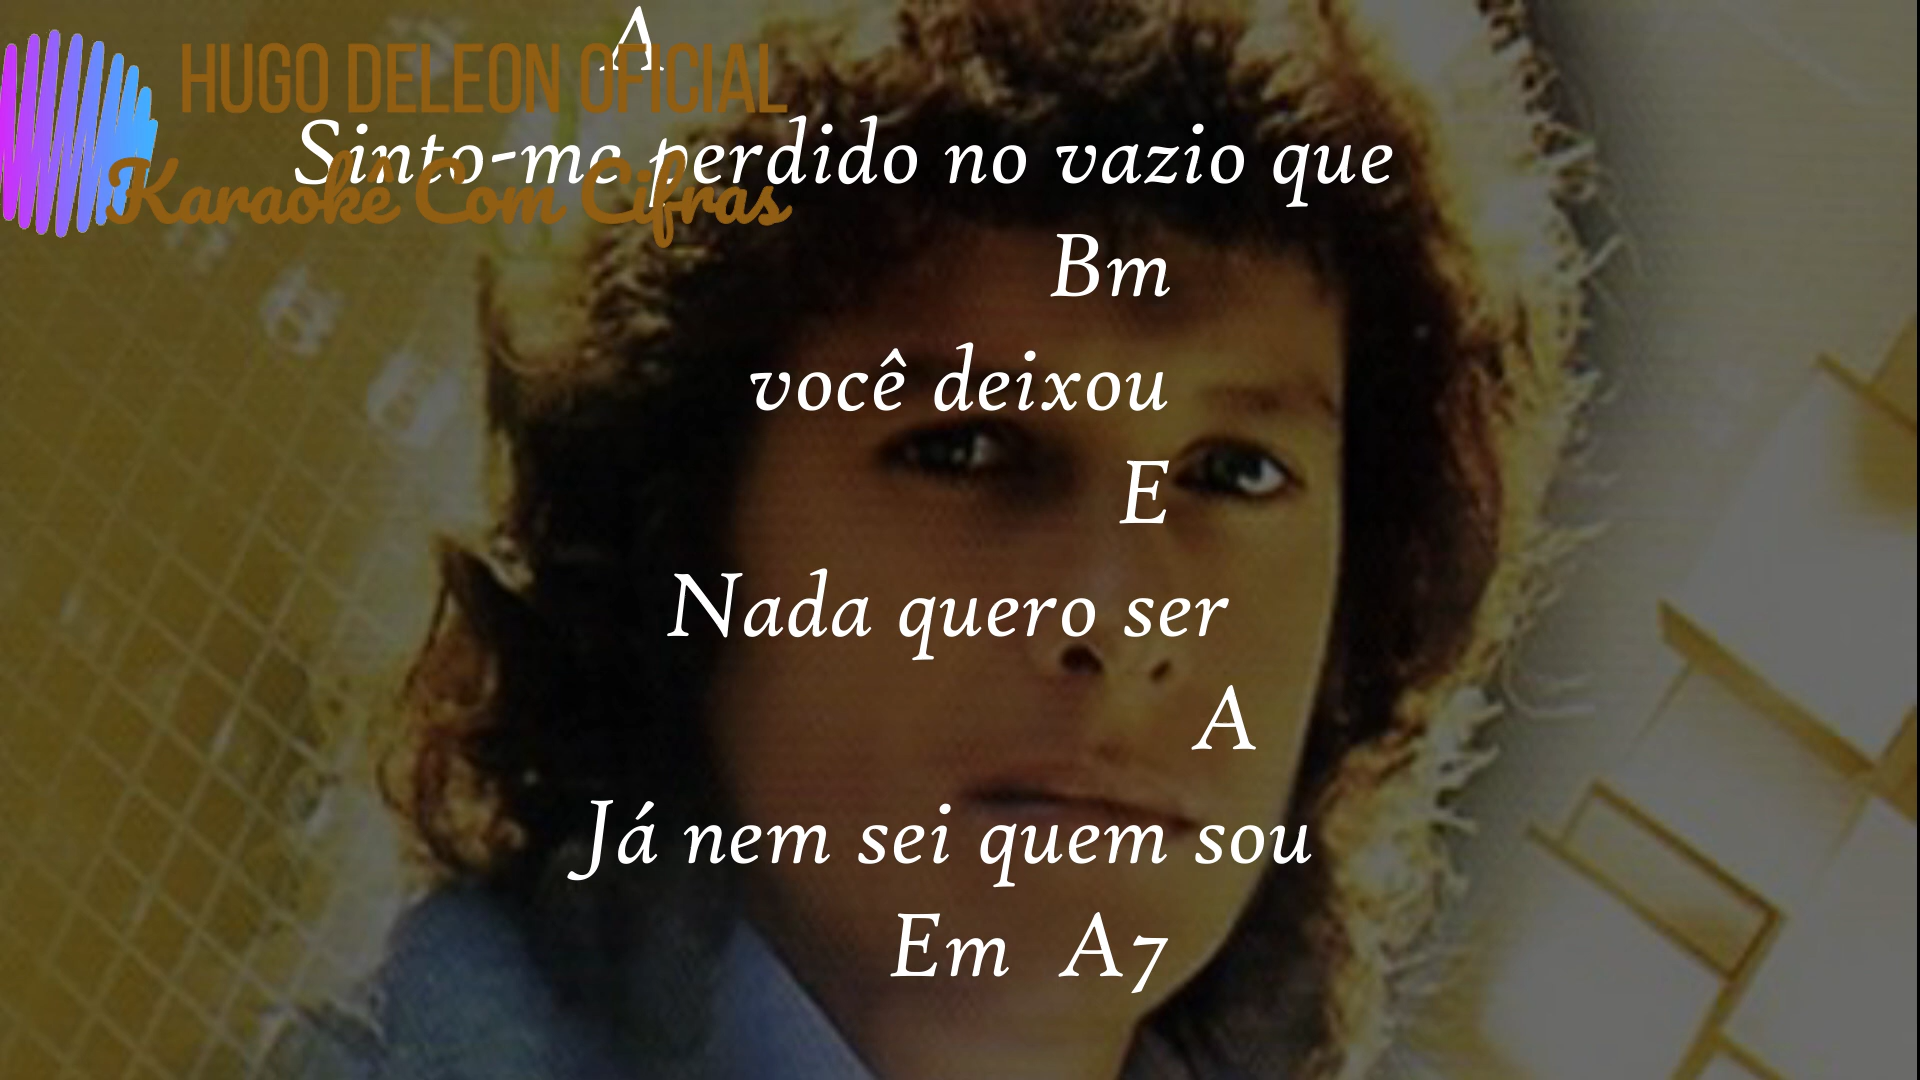 A
HUGO DELEON OFICIAL
Sinto-me perdido no vazio que
Karaokê Com Cifras
Bm
você deixou
E
Nada quero ser
A
Já nem sei quem sou
Em A7